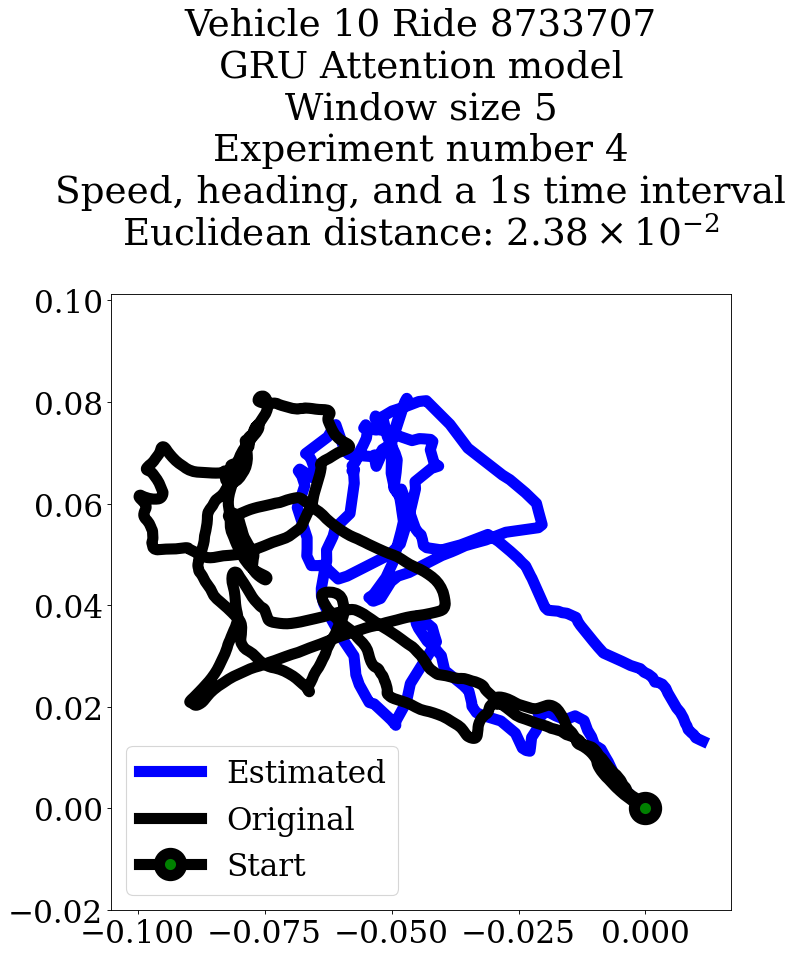 Vehicle 10 Ride 8733707
GRU Attention model
Window size 5
Experiment number 4
Speed, heading, and a 1s time interval
Euclidean distance: 2.38 × 10⁻²
0.10
0.08
0.06
0.04
0.02
0.00
−0.02
Estimated
Original
Start
−0.100 −0.075 −0.050 −0.025 0.000